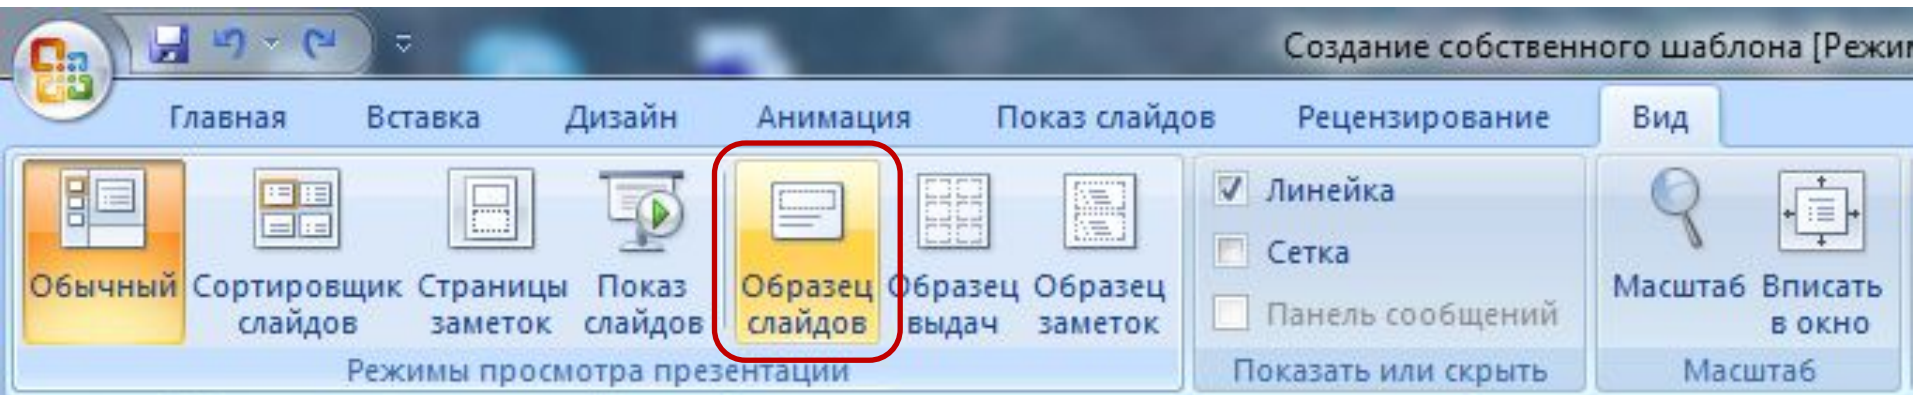 Создание собственного шаблона [Режим
Главная Вставка Дизайн Анимация Показ слайдов Рецензирование Вид
Обычный
Сортировщик
слайдов
Страницы
заметок
Показ
слайдов
Образец
слайдов
Образец
выдач
Образец
заметок
Режимы просмотра презентации
Линейка
Сетка
Панель сообщений
Показать или скрыть
Масштаб
Вписать
в окно
Масштаб